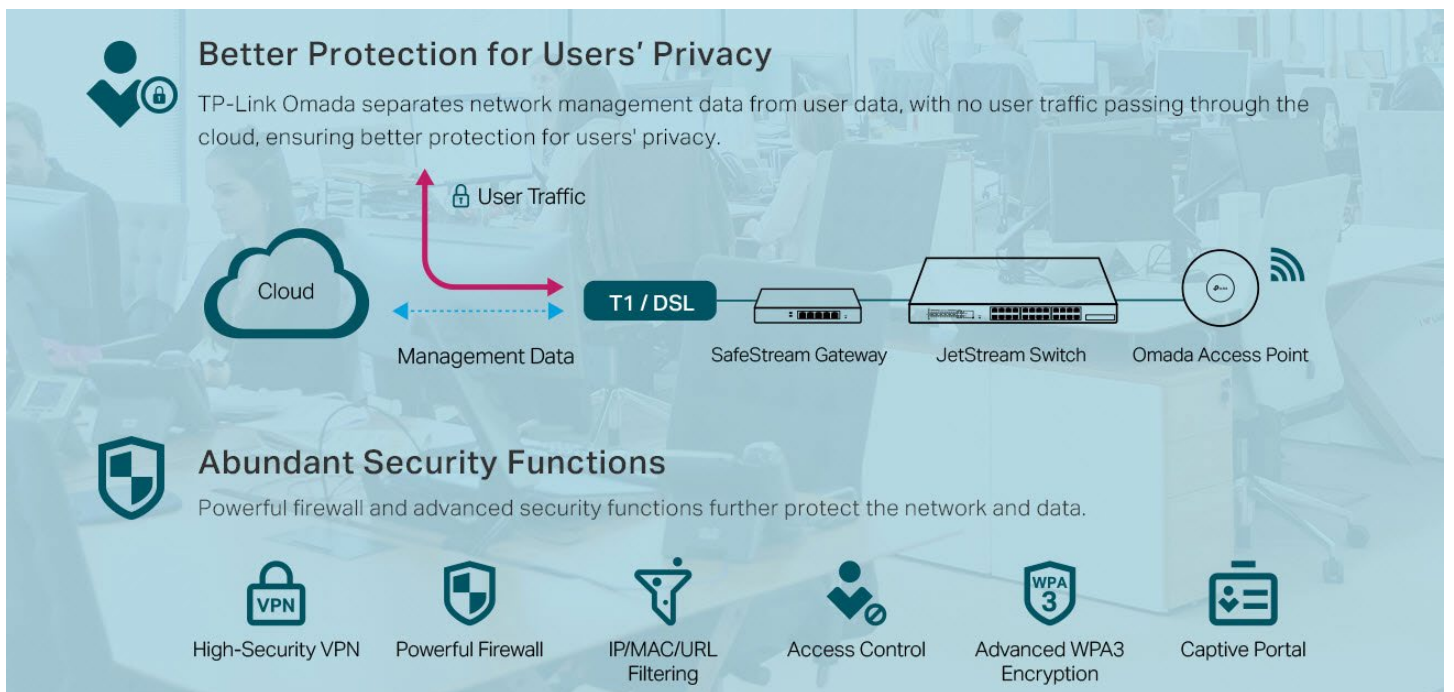 Better Protection for Users' Privacy
TP-Link Omada separates network management data from user data, with no user traffic passing through the
cloud, ensuring better protection for users' privacy.
User Traffic
Cloud
T1 / DSL
Management Data
SafeStream Gateway
JetStream Switch
Omada Access Point
Abundant Security Functions
Powerful firewall and advanced security functions further protect the network and data.
VPN
WPA
3
High-Security VPN
Powerful Firewall
IP/MAC/URL
Filtering
Access Control
Advanced WPA3
Encryption
Captive Portal